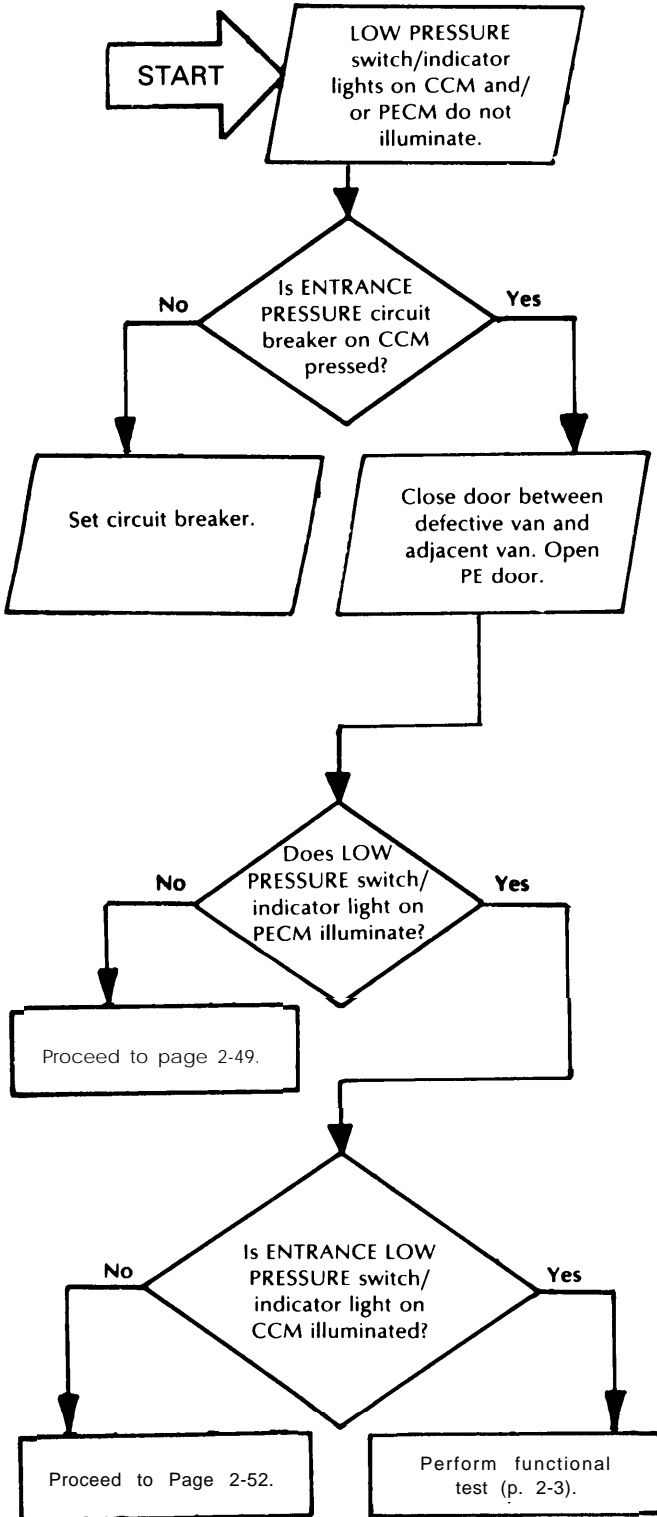 START
LOW PRESSURE
switch/indicator
lights on CCM and/
or PECM do not
illuminate.
Is ENTRANCE
PRESSURE circuit
breaker on CCM
pressed?
No
Yes
Set circuit breaker.
Close door between
defective van and
adjacent van. Open
PE door.
Does LOW
PRESSURE switch/
indicator light on
PECM illuminate?
No
Yes
Proceed to page 2-49.
Is ENTRANCE LOW
PRESSURE switch/
indicator light on
CCM illuminated?
No
Yes
Proceed to Page 2-52.
Perform functional
test (p. 2-3).